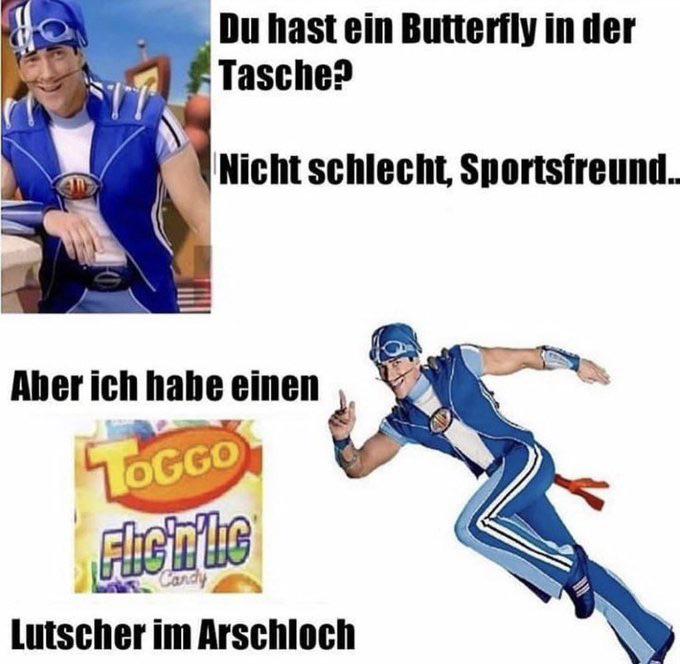 Du hast ein Butterfly in der
Tasche?
Nicht schlecht, Sportsfreund..
Aber ich habe einen
TOGGO
Flic'n'lic
Candy
Lutscher im Arschloch